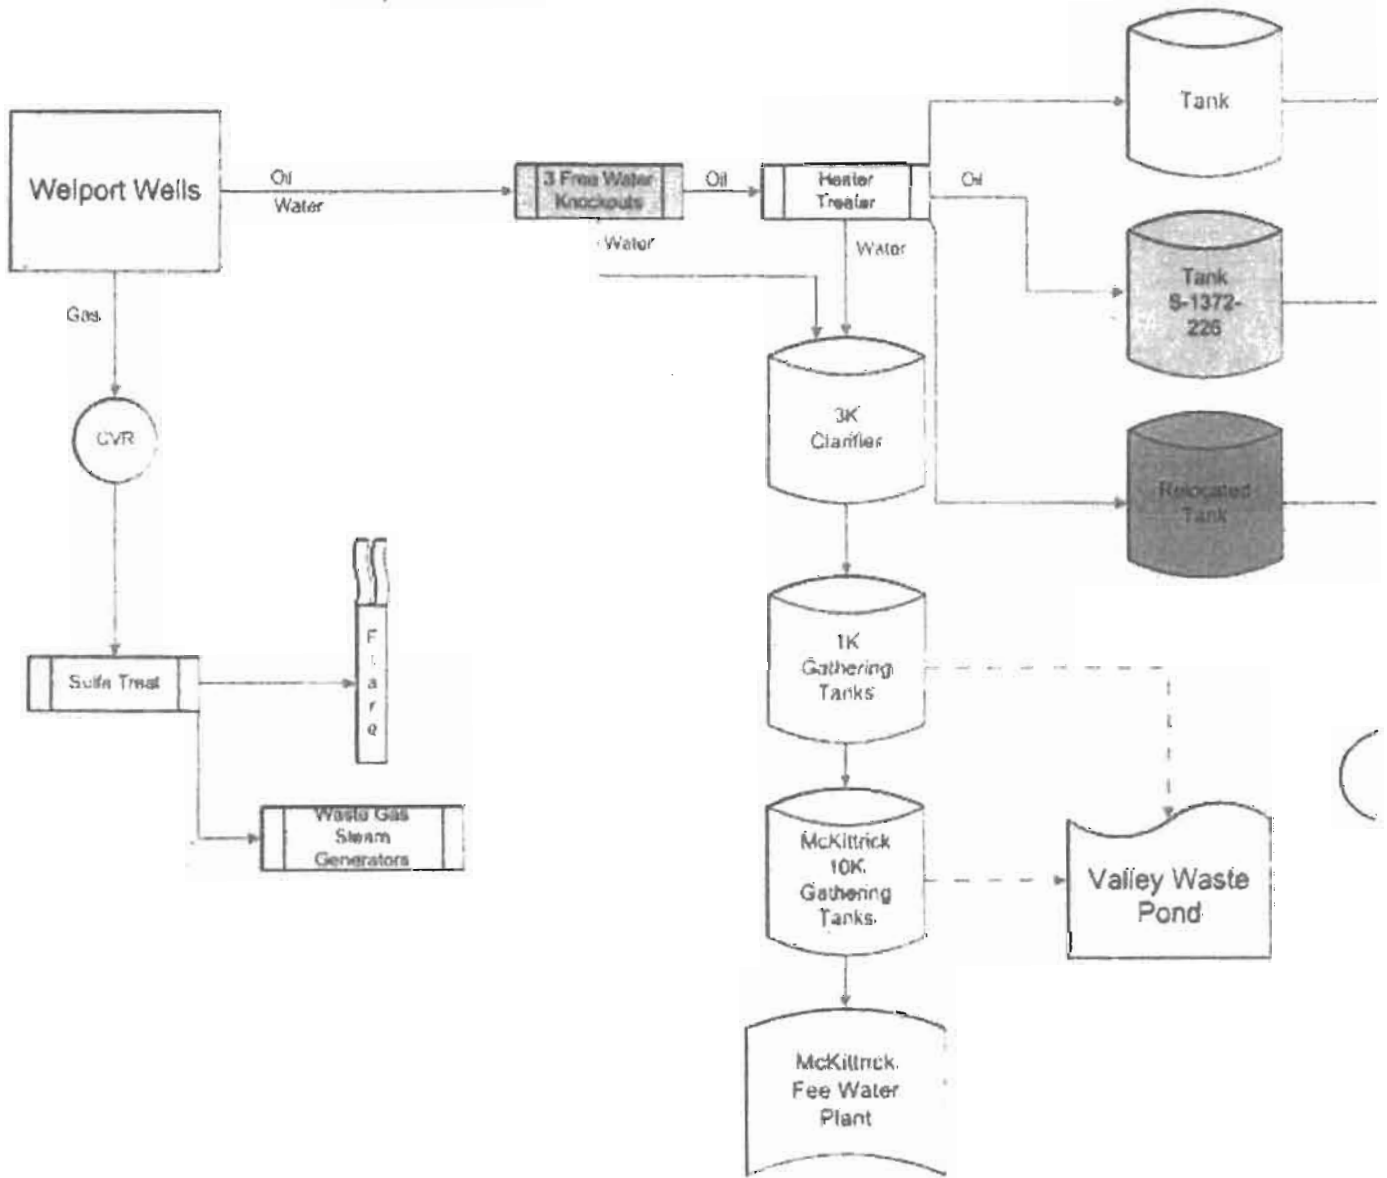 Tank
Welport Wells
Oil
Water
3 Free Water
Knockouts
Oil
Heater
Treater
Oil
Water
Water
Tank
S-1372-
226
Gas
CVR
3K
Clarifier
Relocated
Tank
Sulfa Treat
Flare
1K
Gathering
Tanks
Waste Gas
Steam
Generators
McKittrick
10K
Gathering
Tanks
Valley Waste
Pond
McKittrick
Fee Water
Plant